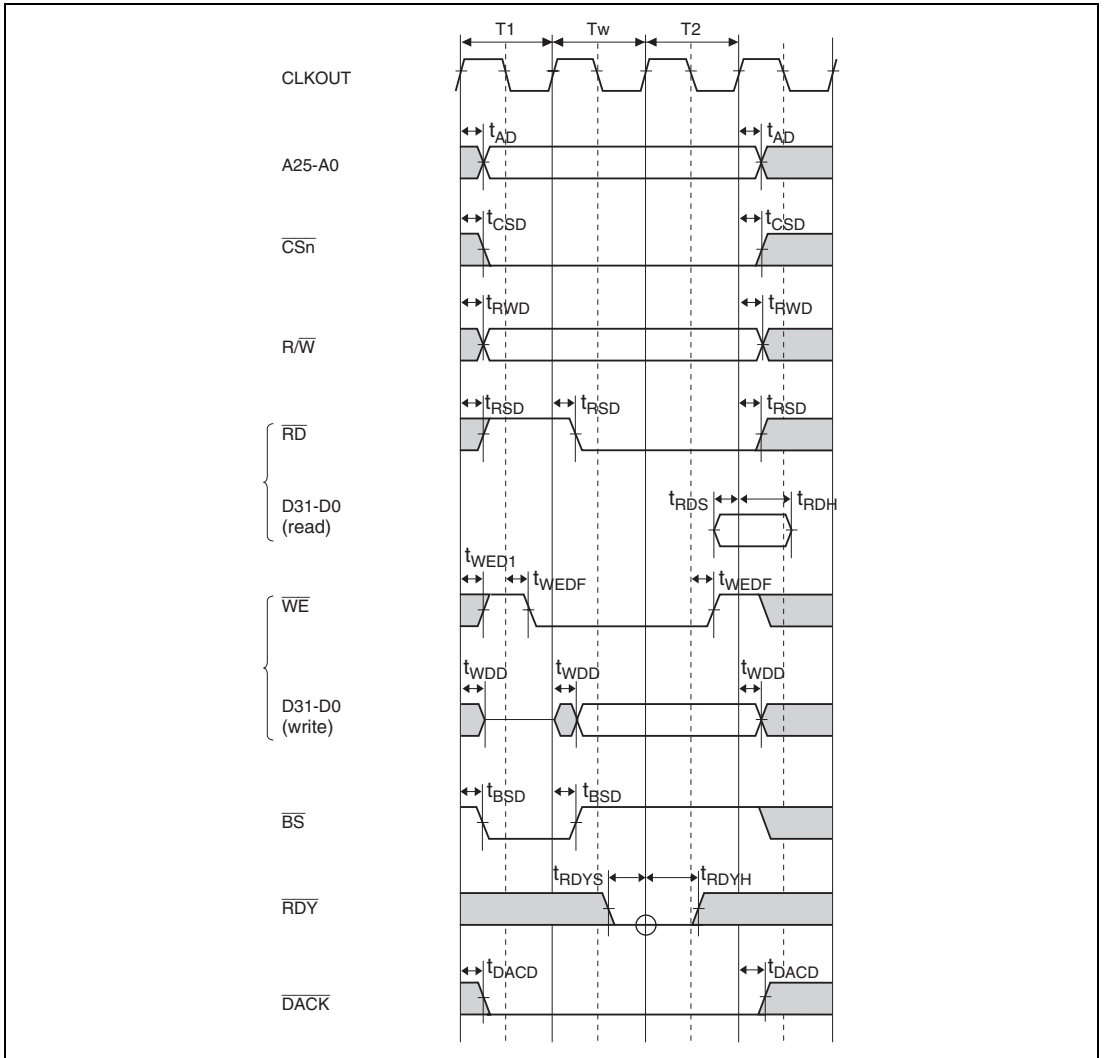 T1 Tw T2
CLKOUT
tAD tAD
A25-A0
tCSD tCSD
CSn
tRWD tRWD
R/W
tRSD tRSD tRSD
RD
tRDS tRDH
D31-D0
(read)
tWED1
tWEDF tWEDF
WE
tWDD tWDD tWDD
D31-D0
(write)
tBSD tBSD
BS
tRDYS tRDYH
RDY
tDACD tDACD
DACK